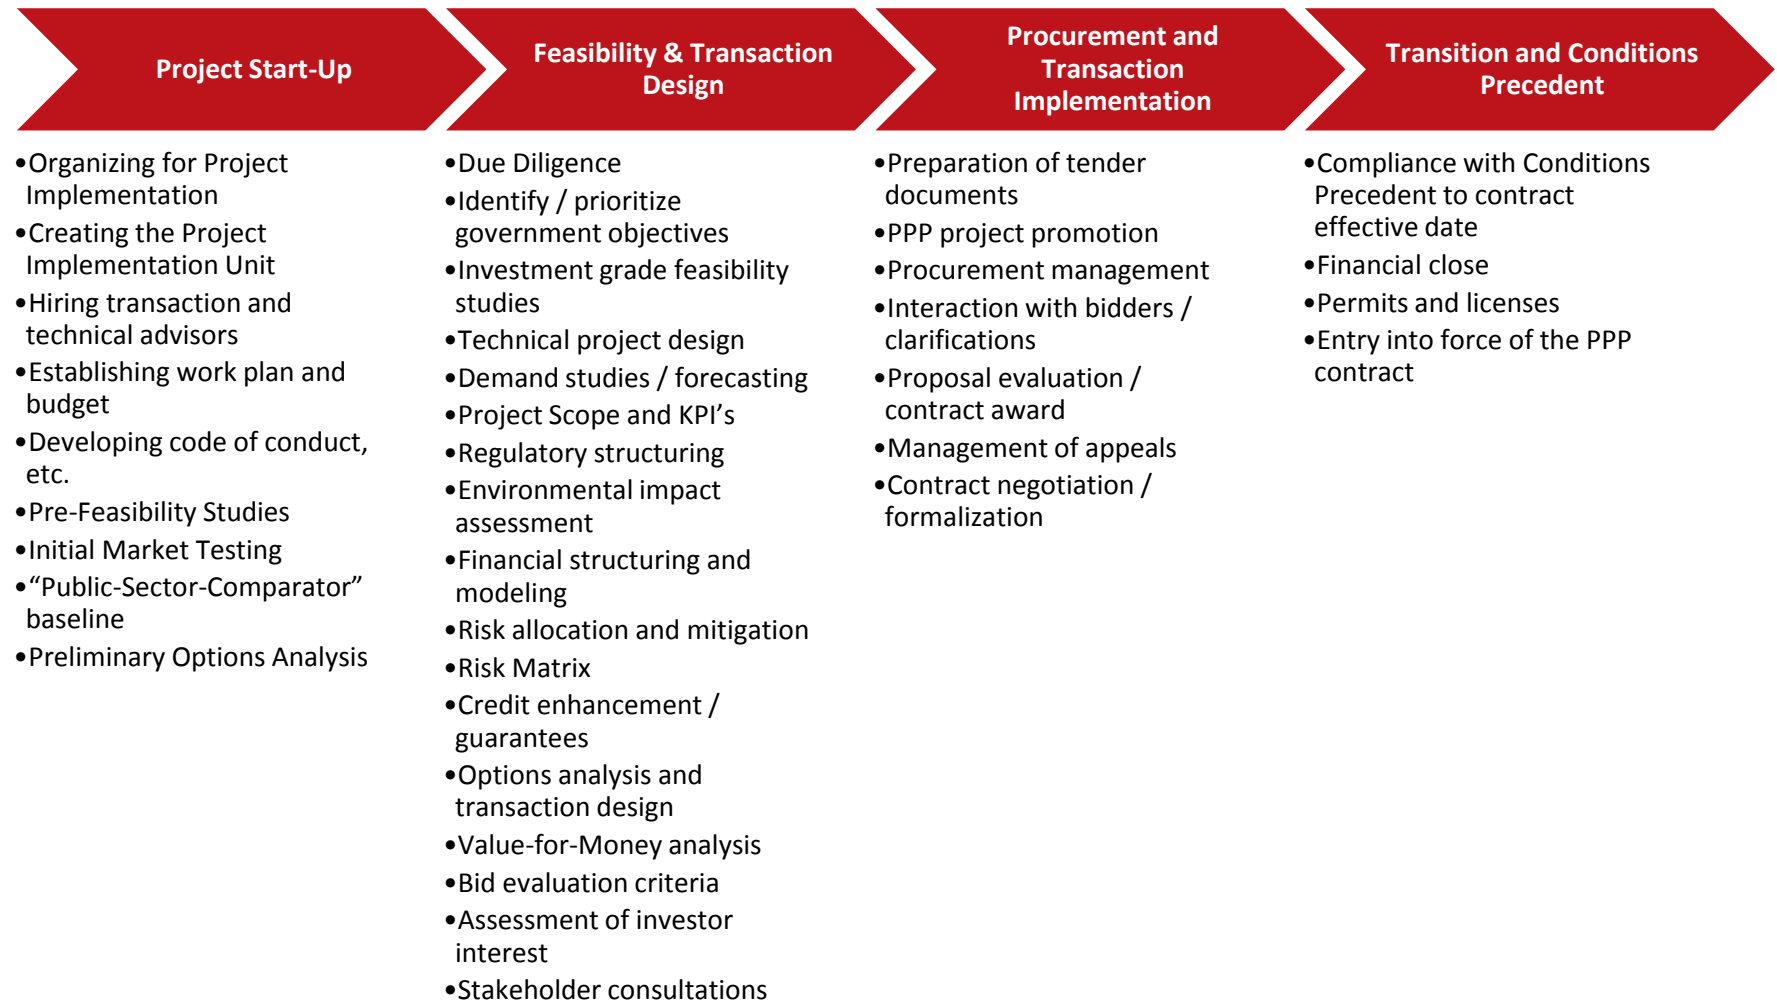 Project Start-Up
Feasibility & Transaction
Design
Procurement and
Transaction
Implementation
Transition and Conditions
Precedent
•Organizing for Project
Implementation
•Creating the Project
Implementation Unit
•Hiring transaction and
technical advisors
•Establishing work plan and
budget
•Developing code of conduct,
etc.
•Pre-Feasibility Studies
•Initial Market Testing
•“Public-Sector-Comparator”
baseline
•Preliminary Options Analysis
•Due Diligence
•Identify / prioritize
government objectives
•Investment grade feasibility
studies
•Technical project design
•Demand studies / forecasting
•Project Scope and KPI’s
•Regulatory structuring
•Environmental impact
assessment
•Financial structuring and
modeling
•Risk allocation and mitigation
•Risk Matrix
•Credit enhancement /
guarantees
•Options analysis and
transaction design
•Value-for-Money analysis
•Bid evaluation criteria
•Assessment of investor
interest
•Stakeholder consultations
•Preparation of tender
documents
•PPP project promotion
•Procurement management
•Interaction with bidders /
clarifications
•Proposal evaluation /
contract award
•Management of appeals
•Contract negotiation /
formalization
•Compliance with Conditions
Precedent to contract
effective date
•Financial close
•Permits and licenses
•Entry into force of the PPP
contract